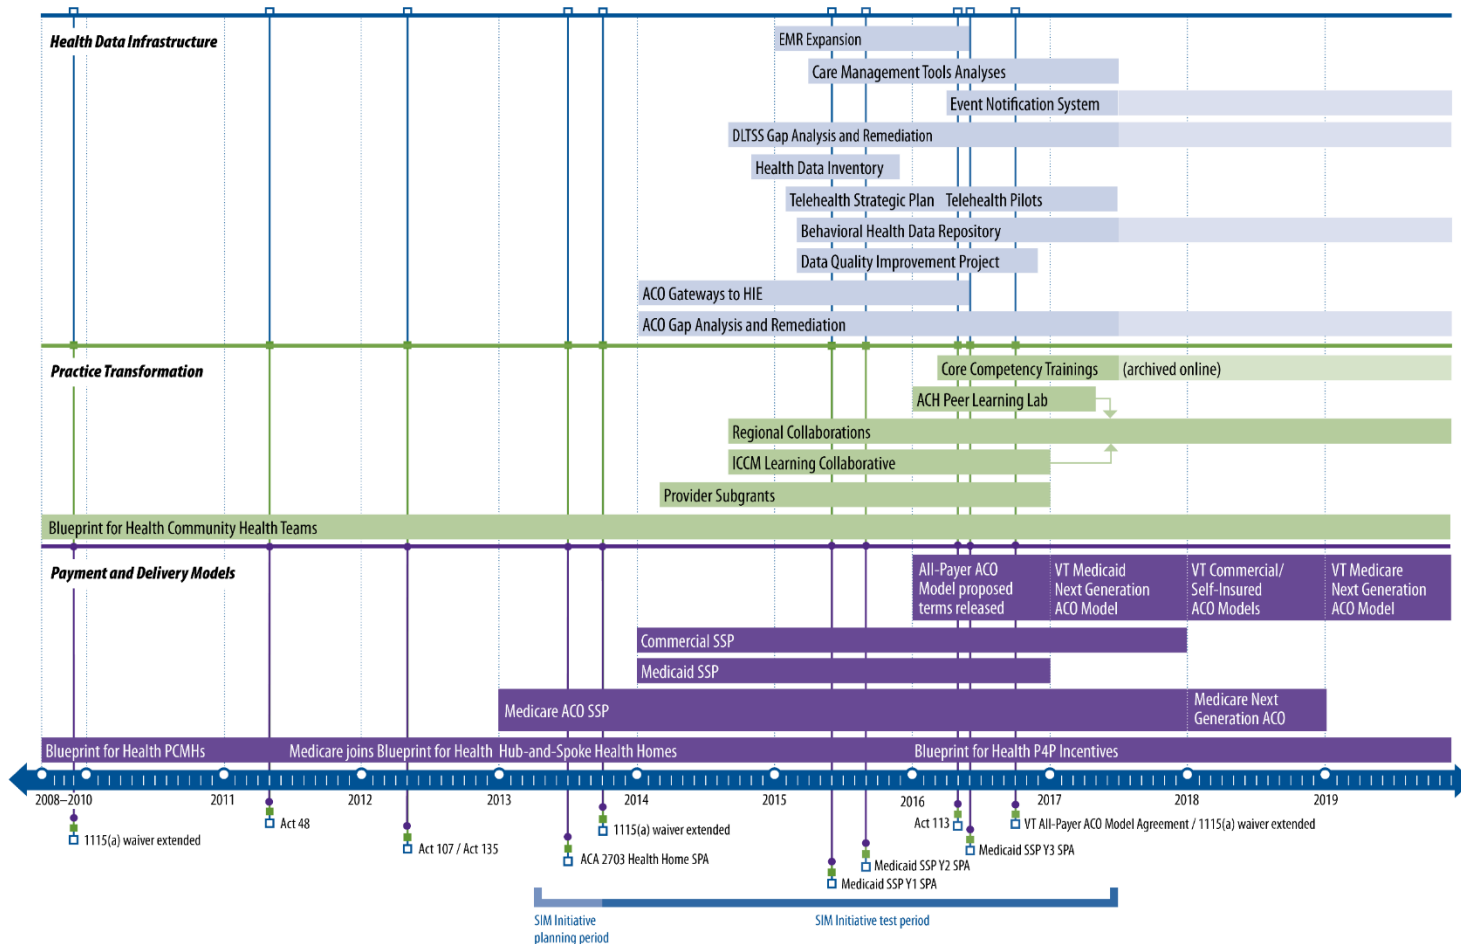 Health Data Infrastructure
EMR Expansion
Care Management Tools Analyses
Event Notification System
DLTSS Gap Analysis and Remediation
Health Data Inventory
Telehealth Strategic Plan Telehealth Pilots
Behavioral Health Data Repository
Data Quality Improvement Project
ACO Gateways to HIE
ACO Gap Analysis and Remediation
Practice Transformation
Core Competency Trainings (archived online)
ACH Peer Learning Lab
Regional Collaborations
ICCM Learning Collaborative
Provider Subgrants
Blueprint for Health Community Health Teams
Payment and Delivery Models
All-Payer ACO
Model proposed
terms released
VT Medicaid
Next Generation
ACO Model
VT Commercial/
Self-Insured
ACO Models
VT Medicare
Next Generation
ACO Model
Commercial SSP
Medicaid SSP
Medicare ACO SSP
Medicare Next
Generation ACO
Blueprint for Health PCMHs Medicare joins Blueprint for Health Hub-and-Spoke Health Homes Blueprint for Health P4P Incentives
2008–2010 2011 2012 2013 2014 2015 2016 2017 2018 2019
1115(a) waiver extended
Act 48
Act 107 / Act 135
ACA 2703 Health Home SPA
1115(a) waiver extended
Medicaid SSP Y1 SPA
Medicaid SSP Y2 SPA
Act 113
Medicaid SSP Y3 SPA
VT All-Payer ACO Model Agreement / 1115(a) waiver extended
SIM Initiative
planning period
SIM Initiative test period